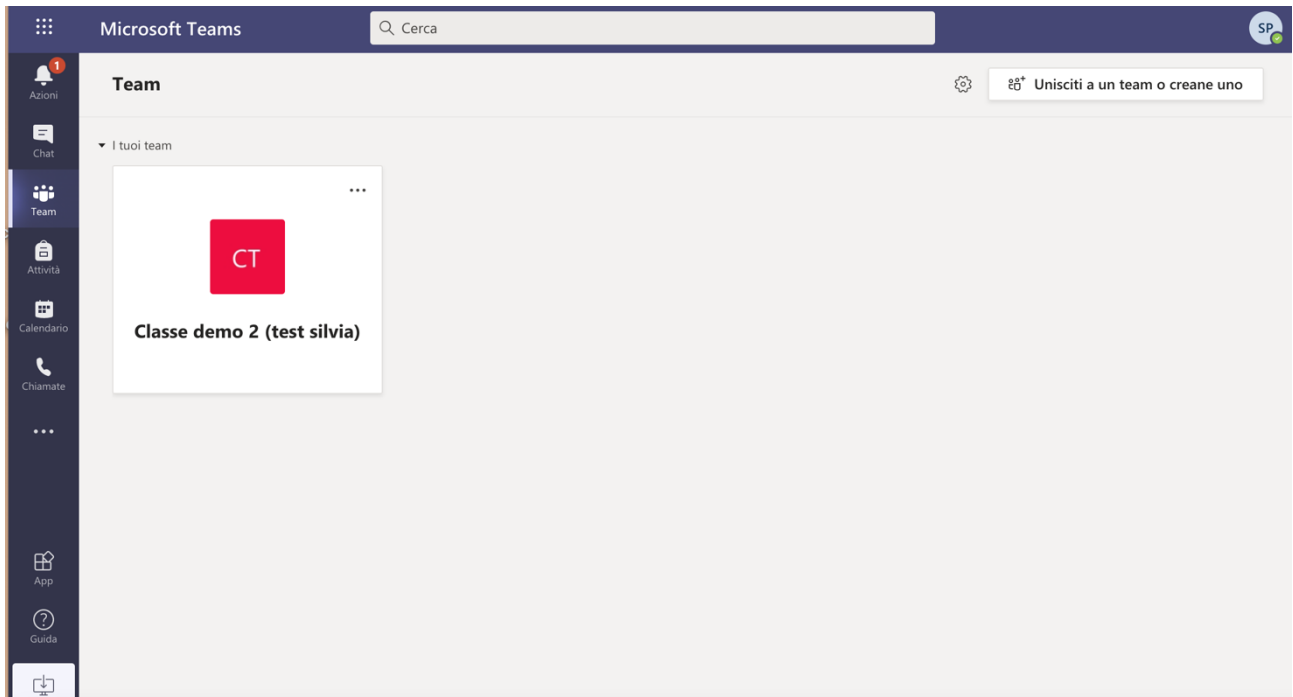 Microsoft Teams
Cerca
SP
1
Azioni
Chat
Team
Attività
Calendario
Chiamate
App
Guida
Team
Unisciti a un team o creane uno
I tuoi team
CT
Classe demo 2 (test silvia)